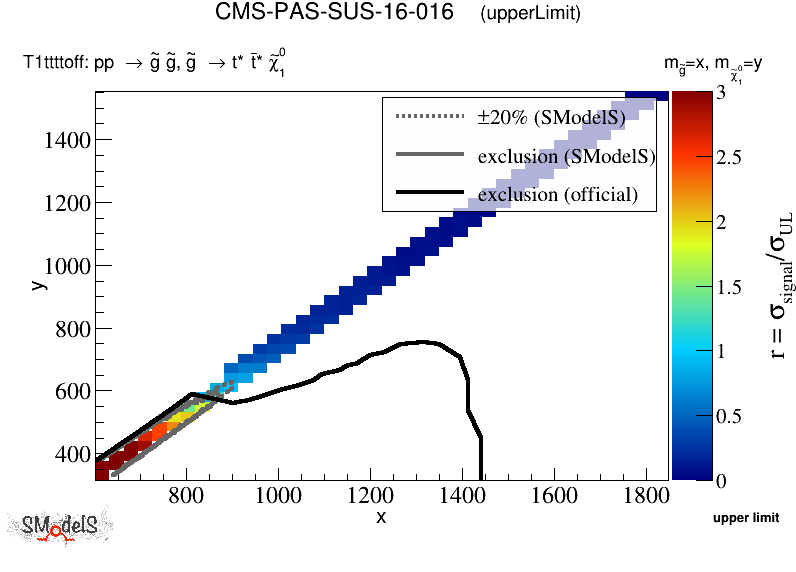 CMS-PAS-SUS-16-016 (upperLimit)
T1ttttoff: pp → g̃ g̃, g̃ → t* t̄* χ̃⁰₁
m_g̃=x, m_χ̃⁰₁=y
±20% (SModelS)
exclusion (SModelS)
exclusion (official)
1400
1200
1000
800
600
400
y
800
1000
1200
1400
1600
1800
x
3
2.5
2
1.5
1
0.5
0
r = σ_signal/σ_UL
upper limit
SModelS